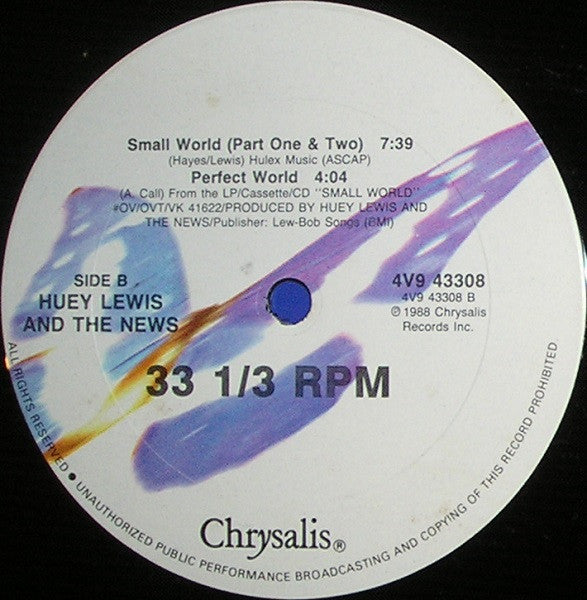 Small World (Part One & Two) 7:39
(Hayes/Lewis) Hulex Music (ASCAP)
Perfect World 4:04
(A. Call) From the LP/Cassette/CD "SMALL WORLD"
#OV/OVT/VK 41622/PRODUCED BY HUEY LEWIS AND
THE NEWS/Publisher: Lew-Bob Songs (BMI)
SIDE B
HUEY LEWIS
AND THE NEWS
4V9 43308
4V9 43308 B
℗ 1988 Chrysalis
Records Inc.
33 1/3 RPM
Chrysalis®
ALL RIGHTS RESERVED • UNAUTHORIZED PUBLIC PERFORMANCE BROADCASTING AND COPYING OF THIS RECORD PROHIBITED